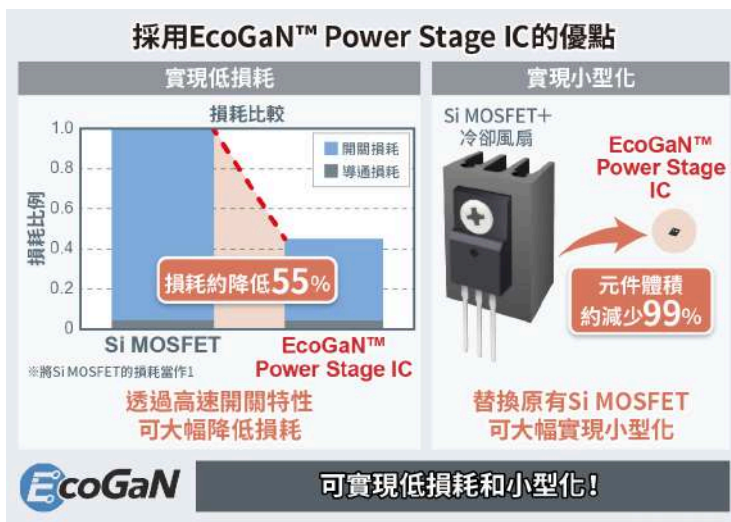 採用EcoGaN™ Power Stage IC的優點
實現低損耗
損耗比較
開關損耗
導通損耗
損耗比例
1.0
0.8
0.6
0.4
0.2
0
損耗約降低55%
Si MOSFET
EcoGaN™
Power Stage IC
※將Si MOSFET的損耗當作1
透過高速開關特性
可大幅降低損耗
實現小型化
Si MOSFET＋
冷卻風扇
EcoGaN™
Power Stage
IC
元件體積
約減少99%
替換原有Si MOSFET
可大幅實現小型化
EcoGaN
可實現低損耗和小型化！